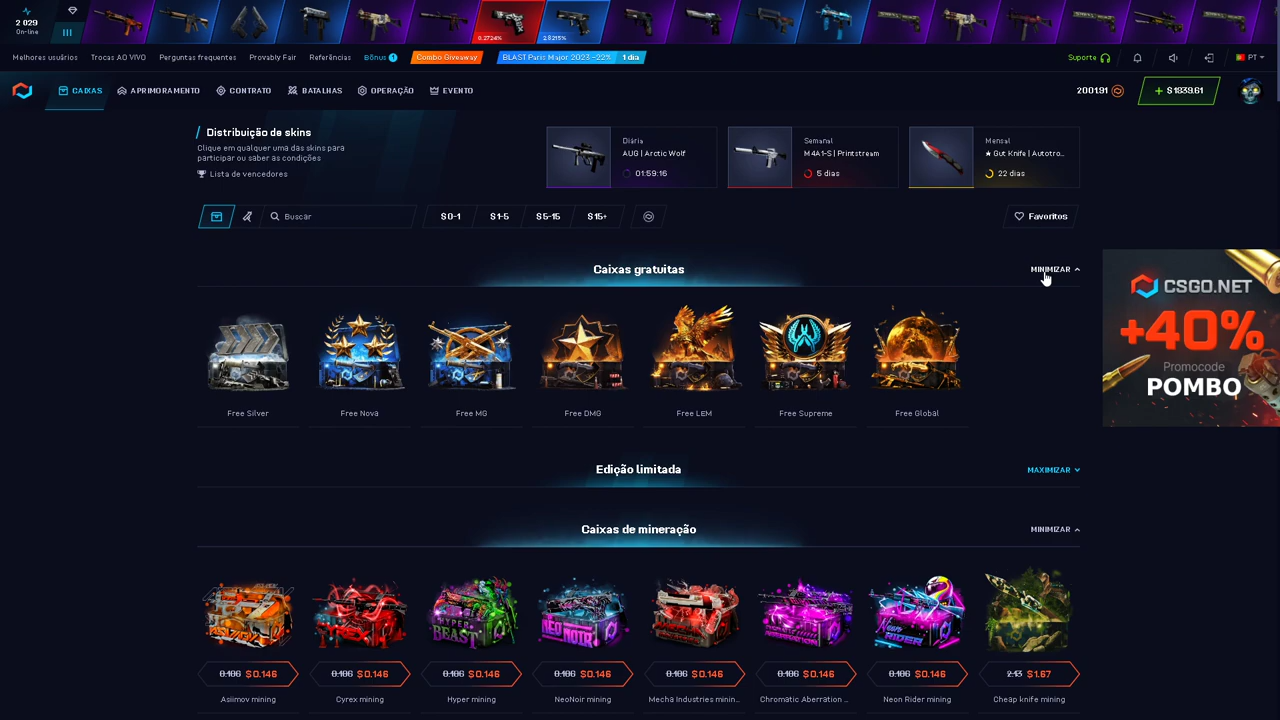 2 029
On-line
0.2724%
2.8215%
Melhores usuários
Trocas AO VIVO
Perguntas frequentes
Provably Fair
Referências
Bônus
Combo Giveaway
BLAST Paris Major 2023 -22%
1 dia
Suporte
PT
CAIXAS
APRIMORAMENTO
CONTRATO
BATALHAS
OPERAÇÃO
EVENTO
2001.91
+ $ 1939.61
Distribuição de skins
Clique em qualquer uma das skins para
participar ou saber as condições
Lista de vencedores
Diária
AUG | Arctic Wolf
01:59:16
Semanal
M4A1-S | Printstream
5 dias
Mensal
★ Gut Knife | Autotro...
22 dias
Buscar
$ 0-1
$ 1-5
$ 5-15
$ 15+
Favoritos
Caixas gratuitas
MINIMIZAR
Free Silver
Free Nova
Free MG
Free DMG
Free LEM
Free Supreme
Free Global
CSGO.NET
+40%
Promocode
POMBO
Edição limitada
MAXIMIZAR
Caixas de mineração
MINIMIZAR
0.186 $ 0.146
0.186 $ 0.146
0.186 $ 0.146
0.186 $ 0.146
0.186 $ 0.146
0.186 $ 0.146
0.186 $ 0.146
2.13 $ 1.67
Asiimov mining
Cyrex mining
Hyper mining
NeoNoir mining
Mecha Industries minin...
Chromatic Aberration ...
Neon Rider mining
Cheap knife mining